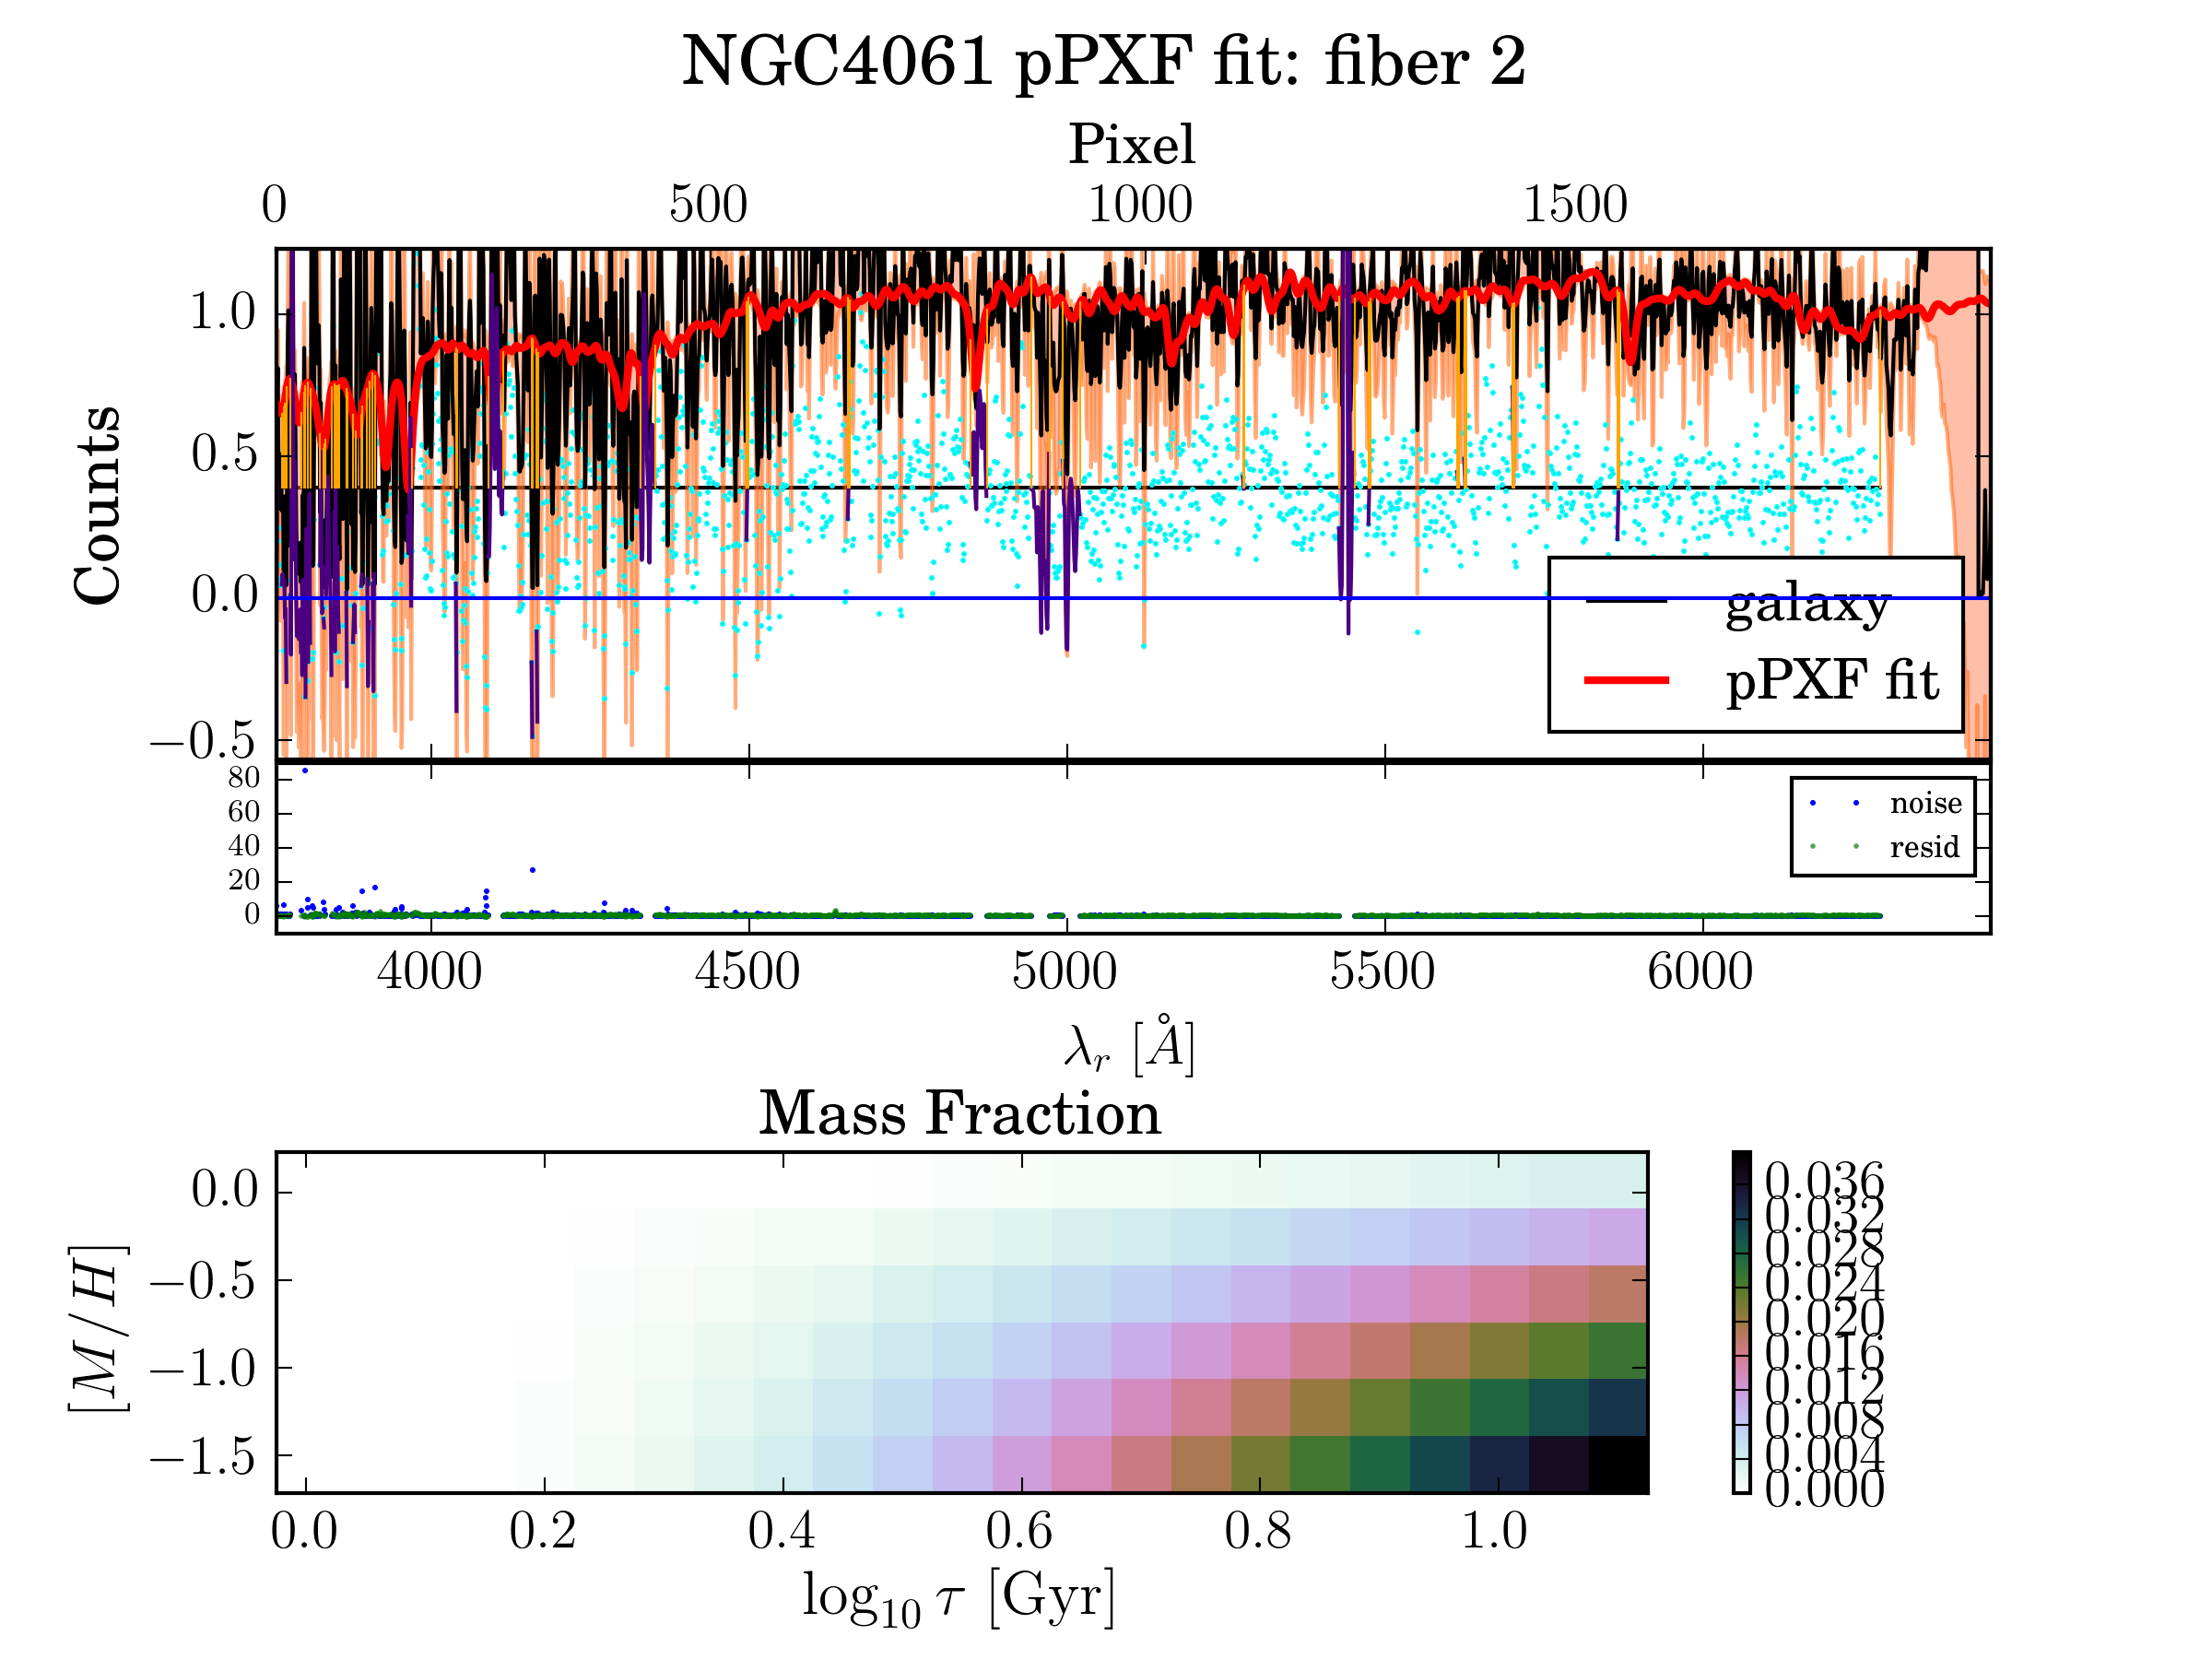 NGC4061 pPXF fit: fiber 2
Pixel
0 500 1000 1500
Counts
1.0
0.5
0.0
−0.5
galaxy
pPXF fit
80
60
40
20
0
noise
resid
4000 4500 5000 5500 6000
λr [Å]
Mass Fraction
[M/H]
0.0
−0.5
−1.0
−1.5
0.0 0.2 0.4 0.6 0.8 1.0
log10 τ [Gyr]
0.036
0.032
0.028
0.024
0.020
0.016
0.012
0.008
0.004
0.000